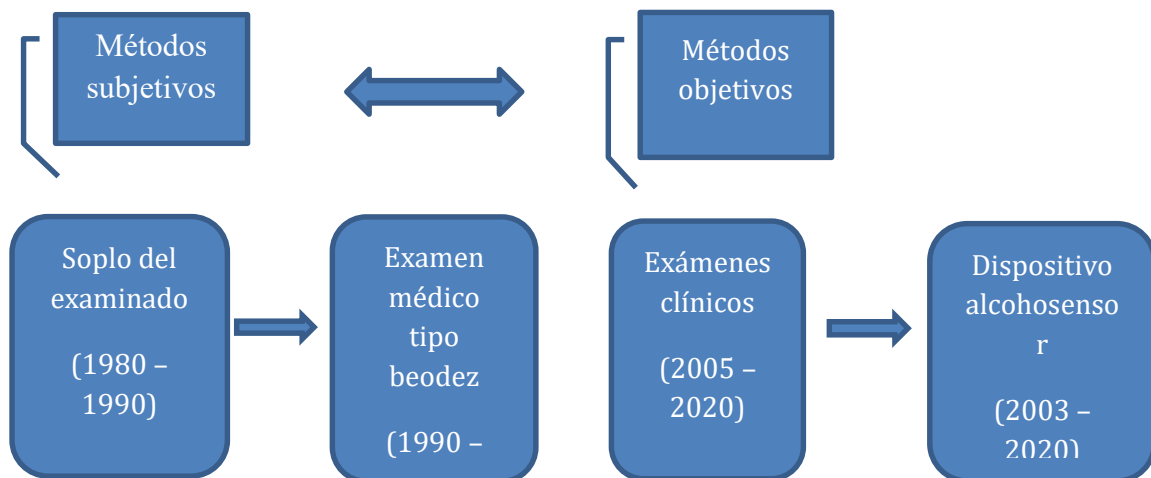 Métodos
subjetivos
Métodos
objetivos
Soplo del
examinado
(1980 –
1990)
Examen
médico
tipo
beodez
(1990 –
Exámenes
clínicos
(2005 –
2020)
Dispositivo
alcohosenso
r
(2003 –
2020)